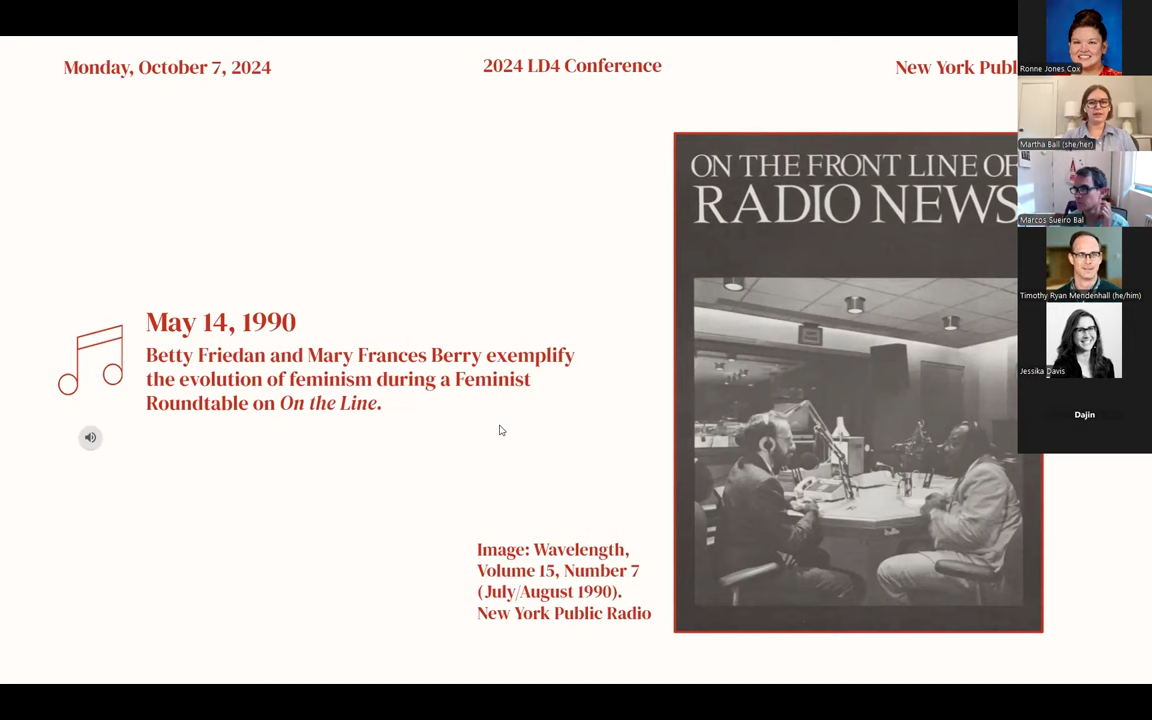 Monday, October 7, 2024
2024 LD4 Conference
New York Publ
ON THE FRONT LINE OF
RADIO NEWS
May 14, 1990
Betty Friedan and Mary Frances Berry exemplify
the evolution of feminism during a Feminist
Roundtable on On the Line.
Image: Wavelength,
Volume 15, Number 7
(July/August 1990).
New York Public Radio
Ronne Jones Cox
Martha Ball (she/her)
Marcos Sueiro Bal
Timothy Ryan Mendenhall (he/him)
Jessika Davis
Dajin